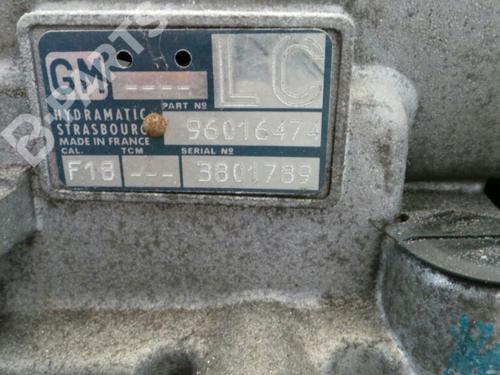 GM ---- LC
PART Nº
HYDRAMATIC
STRASBOURG 96016474
MADE IN FRANCE
CAL. TCM SERIAL Nº
F18 --- 3801789
B PARTS